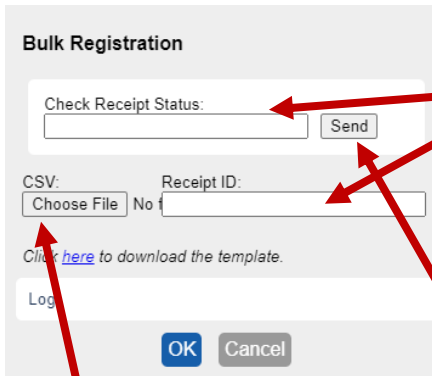 Bulk Registration
Check Receipt Status:
Send
CSV: Receipt ID:
Choose File No f
Click here to download the template.
Log
OK Cancel